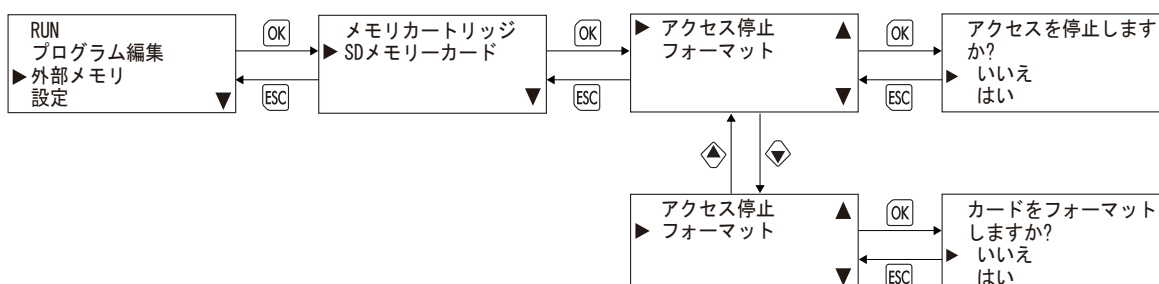 RUN
プログラム編集
外部メモリ
設定
OK
ESC
メモリカートリッジ
SDメモリーカード
OK
ESC
アクセス停止
フォーマット
OK
ESC
アクセスを停止します
か?
いいえ
はい
アクセス停止
フォーマット
OK
ESC
カードをフォーマット
しますか?
いいえ
はい